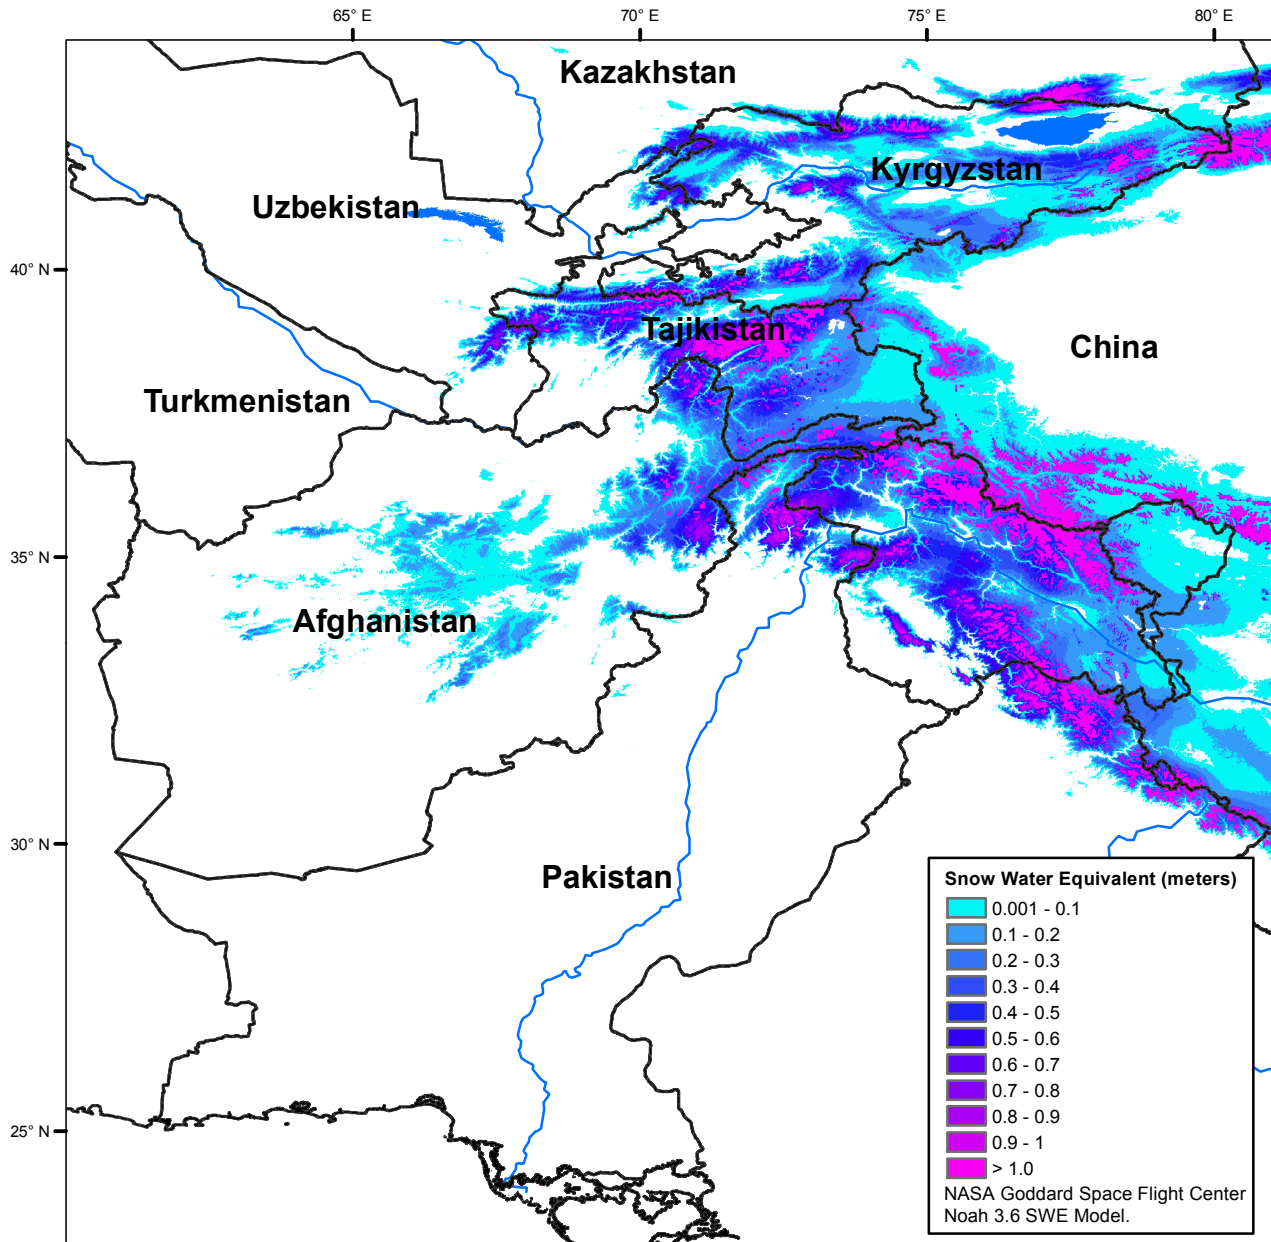 65° E
70° E
75° E
80° E
Kazakhstan
Kyrgyzstan
Uzbekistan
40° N
Tajikistan
China
Turkmenistan
35° N
Afghanistan
30° N
Pakistan
25° N
Snow Water Equivalent (meters)
0.001 - 0.1
0.1 - 0.2
0.2 - 0.3
0.3 - 0.4
0.4 - 0.5
0.5 - 0.6
0.6 - 0.7
0.7 - 0.8
0.8 - 0.9
0.9 - 1
> 1.0
NASA Goddard Space Flight Center
Noah 3.6 SWE Model.